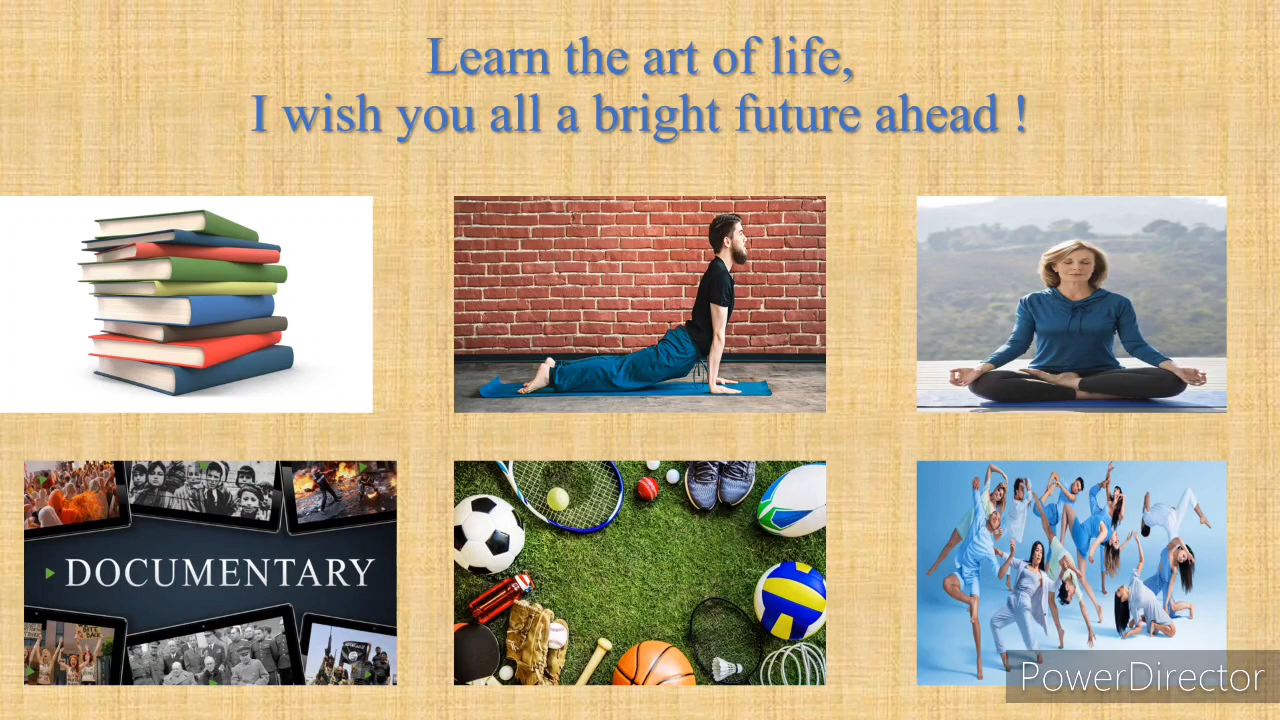 Learn the art of life,
I wish you all a bright future ahead !
DOCUMENTARY
PowerDirector